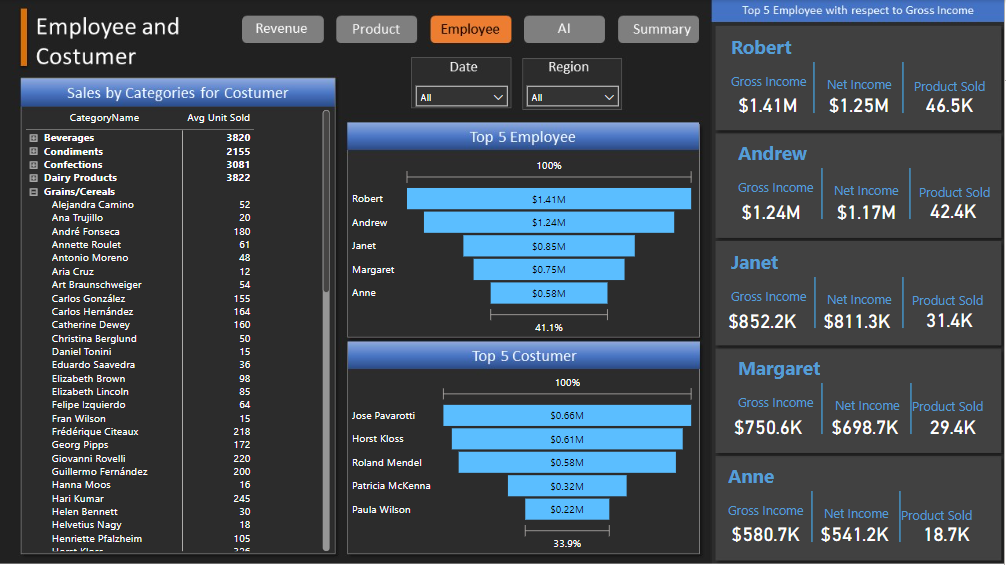 Employee and
Costumer
Revenue
Product
Employee
AI
Summary
Date
All
Region
All
Sales by Categories for Costumer
CategoryName Avg Unit Sold
Beverages 3820
Condiments 2155
Confections 3081
Dairy Products 3822
Grains/Cereals
Alejandra Camino 52
Ana Trujillo 20
André Fonseca 180
Annette Roulet 61
Antonio Moreno 48
Aria Cruz 12
Art Braunschweiger 54
Carlos González 155
Carlos Hernández 164
Catherine Dewey 160
Christina Berglund 50
Daniel Tonini 15
Eduardo Saavedra 36
Elizabeth Brown 98
Elizabeth Lincoln 85
Felipe Izquierdo 64
Fran Wilson 15
Frédérique Citeaux 218
Georg Pipps 172
Giovanni Rovelli 220
Guillermo Fernández 200
Hanna Moos 16
Hari Kumar 245
Helen Bennett 30
Helvetius Nagy 18
Henriette Pfalzheim 105
Horst Kloss
Top 5 Employee
100%
Robert $1.41M
Andrew $1.24M
Janet $0.85M
Margaret $0.75M
Anne $0.58M
41.1%
Top 5 Costumer
100%
Jose Pavarotti $0.66M
Horst Kloss $0.61M
Roland Mendel $0.58M
Patricia McKenna $0.32M
Paula Wilson $0.22M
33.9%
Top 5 Employee with respect to Gross Income
Robert
Gross Income Net Income Product Sold
$1.41M $1.25M 46.5K
Andrew
Gross Income Net Income Product Sold
$1.24M $1.17M 42.4K
Janet
Gross Income Net Income Product Sold
$852.2K $811.3K 31.4K
Margaret
Gross Income Net Income Product Sold
$750.6K $698.7K 29.4K
Anne
Gross Income Net Income Product Sold
$580.7K $541.2K 18.7K